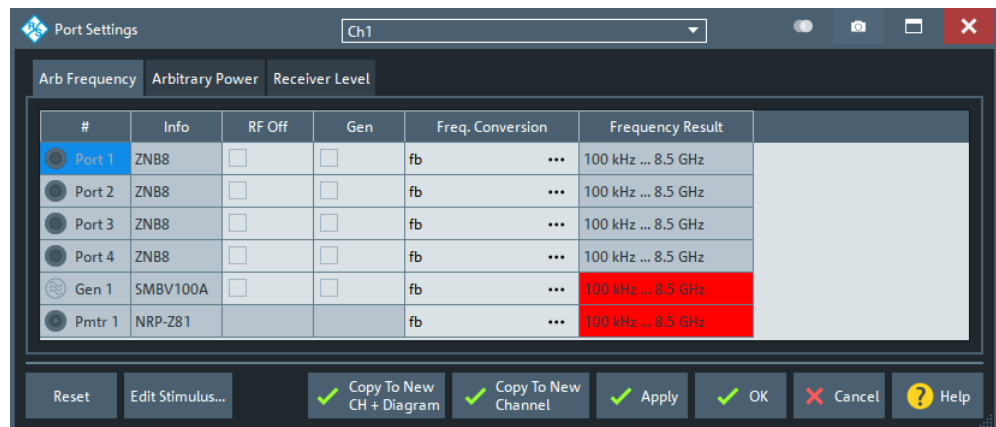 R&S Port Settings Ch1
Arb Frequency Arbitrary Power Receiver Level
# Info RF Off Gen Freq. Conversion Frequency Result
Port 1 ZNB8 fb ••• 100 kHz ... 8.5 GHz
Port 2 ZNB8 fb ••• 100 kHz ... 8.5 GHz
Port 3 ZNB8 fb ••• 100 kHz ... 8.5 GHz
Port 4 ZNB8 fb ••• 100 kHz ... 8.5 GHz
Gen 1 SMBV100A fb ••• 100 kHz ... 8.5 GHz
Pmtr 1 NRP-Z81 fb ••• 100 kHz ... 8.5 GHz
Reset Edit Stimulus... Copy To New
CH + Diagram Copy To New
Channel Apply OK Cancel ? Help